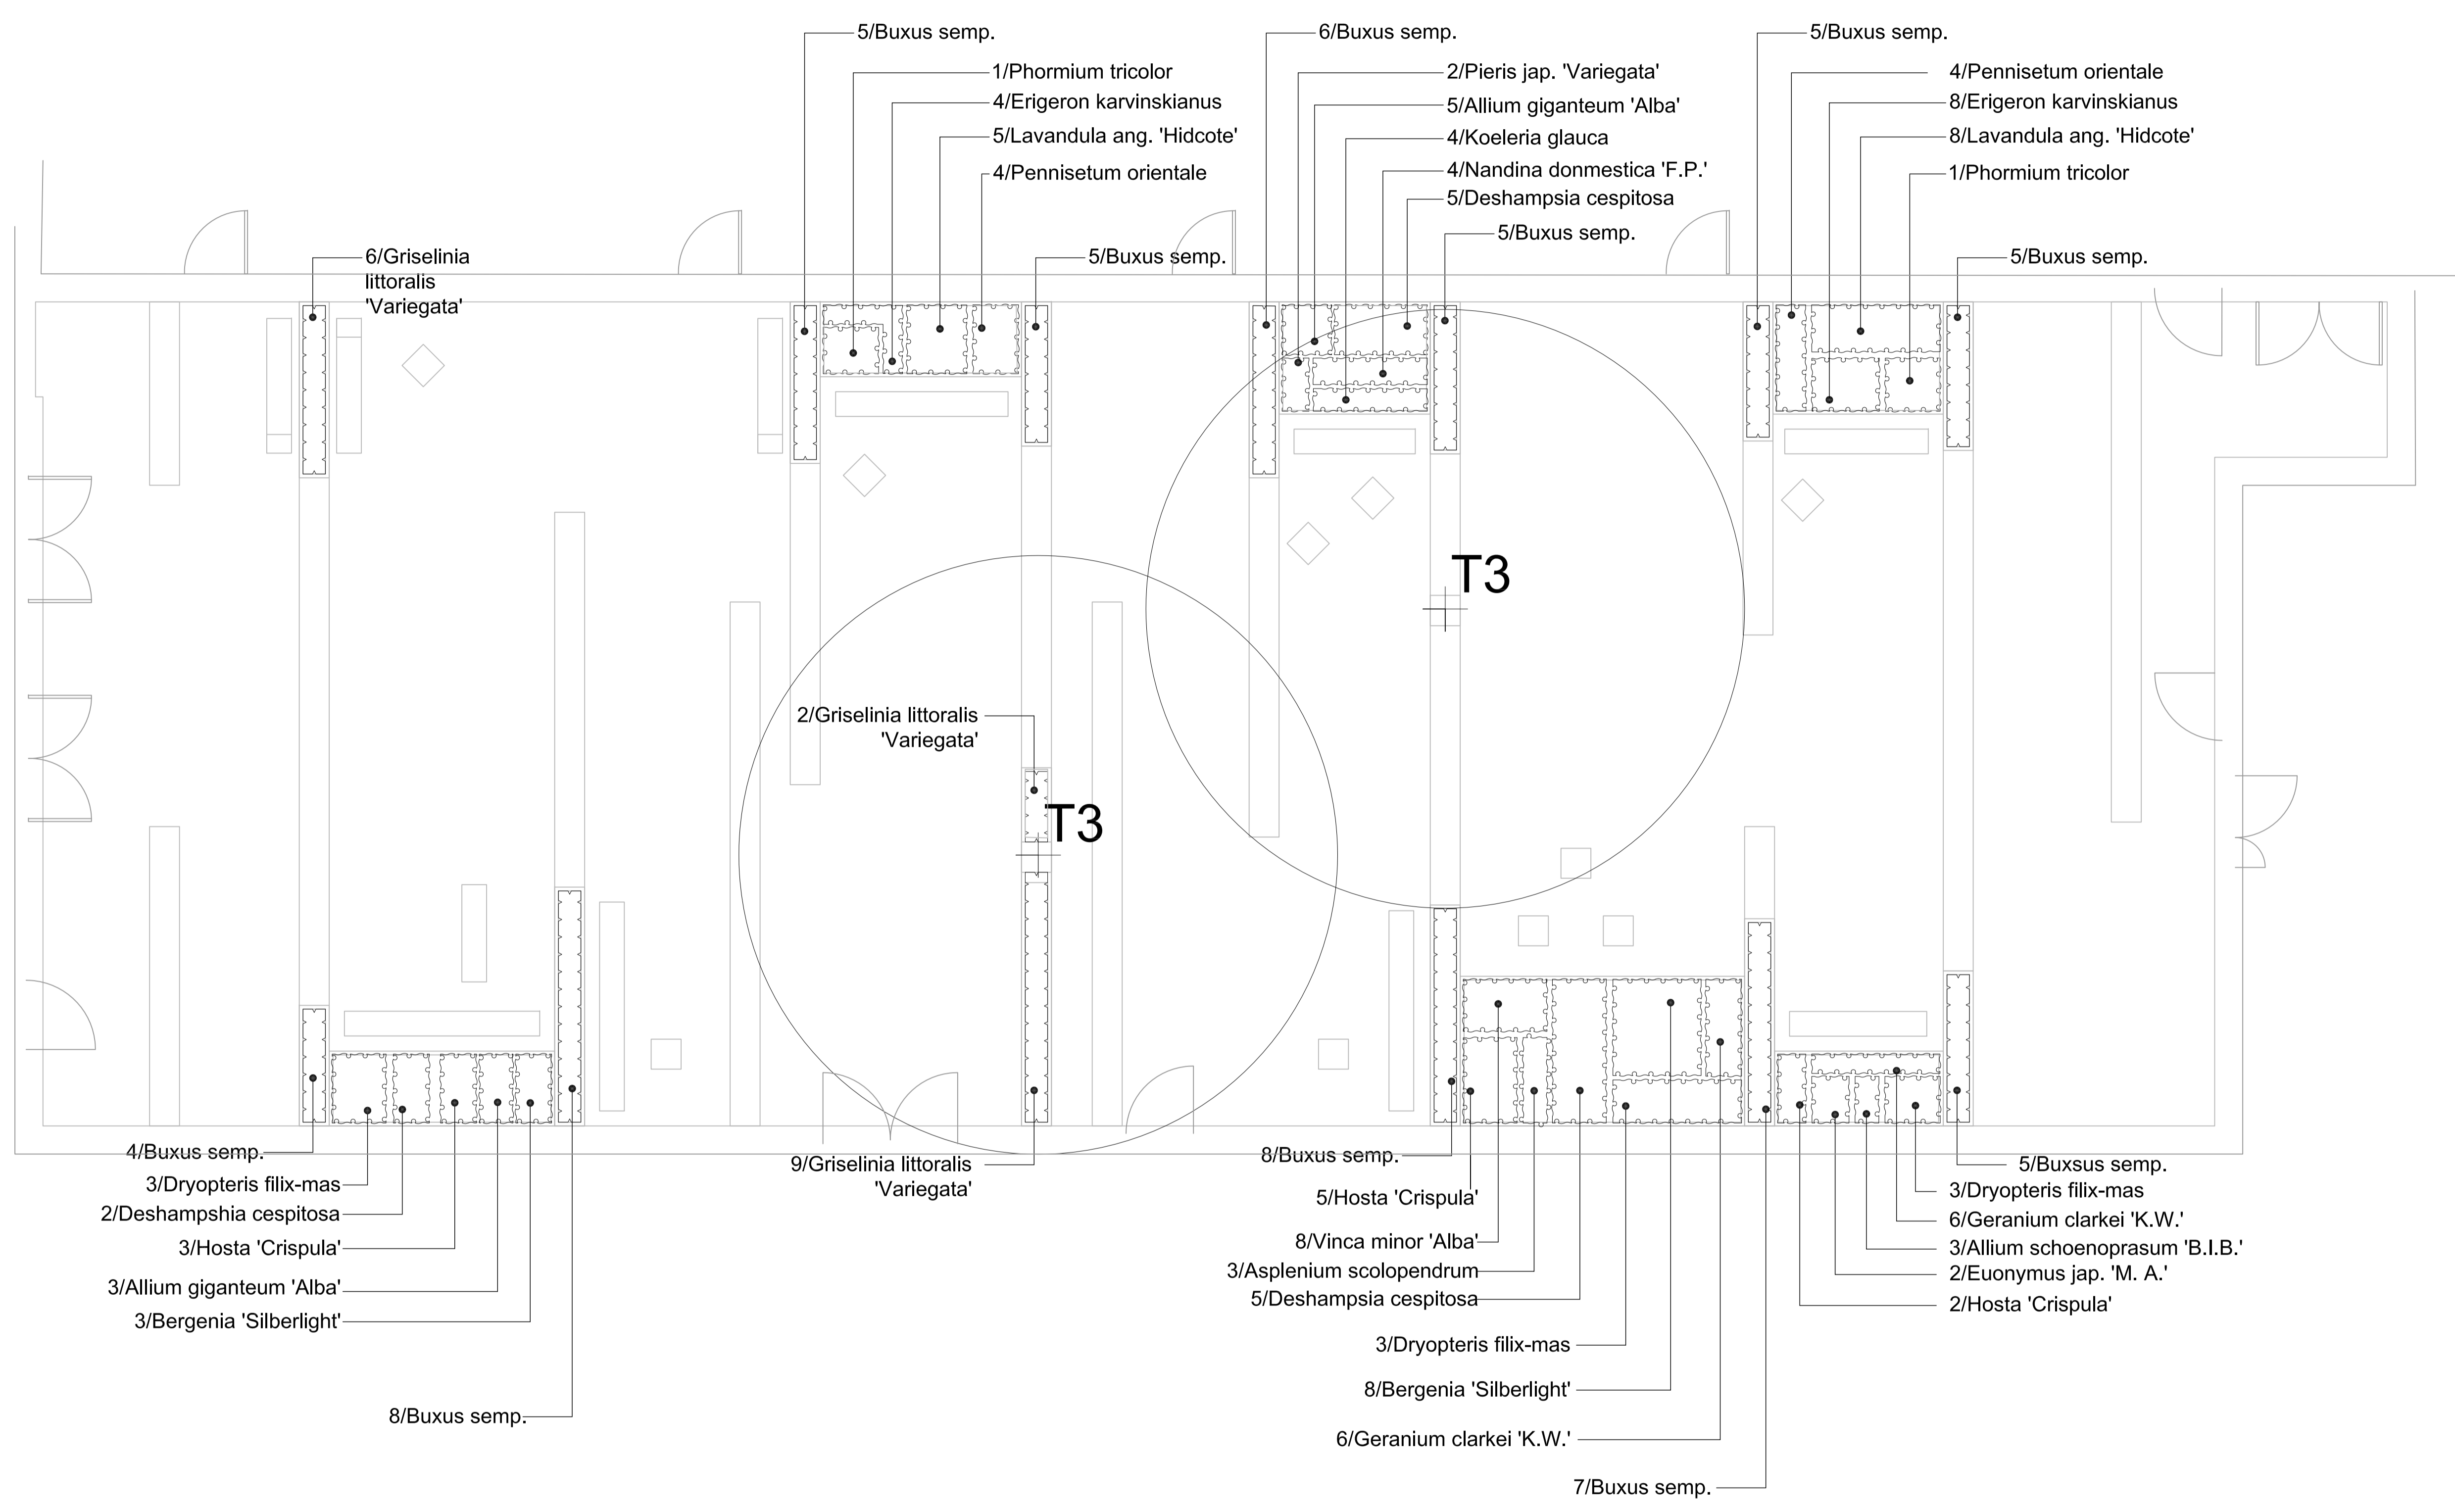 5/Buxus semp.
1/Phormium tricolor
4/Erigeron karvinskianus
5/Lavandula ang. 'Hidcote'
4/Pennisetum orientale
5/Buxus semp.
6/Buxus semp.
2/Pieris jap. 'Variegata'
5/Allium giganteum 'Alba'
4/Koeleria glauca
4/Nandina donmestica 'F.P.'
5/Deshampsia cespitosa
5/Buxus semp.
5/Buxus semp.
4/Pennisetum orientale
8/Erigeron karvinskianus
8/Lavandula ang. 'Hidcote'
1/Phormium tricolor
5/Buxus semp.
6/Griselinia
littoralis
'Variegata'
T3
2/Griselinia littoralis
'Variegata'
T3
4/Buxus semp.
3/Dryopteris filix-mas
2/Deshampshia cespitosa
3/Hosta 'Crispula'
3/Allium giganteum 'Alba'
3/Bergenia 'Silberlight'
8/Buxus semp.
9/Griselinia littoralis
'Variegata'
8/Buxus semp.
5/Hosta 'Crispula'
8/Vinca minor 'Alba'
3/Asplenium scolopendrum
5/Deshampsia cespitosa
3/Dryopteris filix-mas
8/Bergenia 'Silberlight'
6/Geranium clarkei 'K.W.'
7/Buxus semp.
5/Buxsus semp.
3/Dryopteris filix-mas
6/Geranium clarkei 'K.W.'
3/Allium schoenoprasum 'B.I.B.'
2/Euonymus jap. 'M. A.'
2/Hosta 'Crispula'